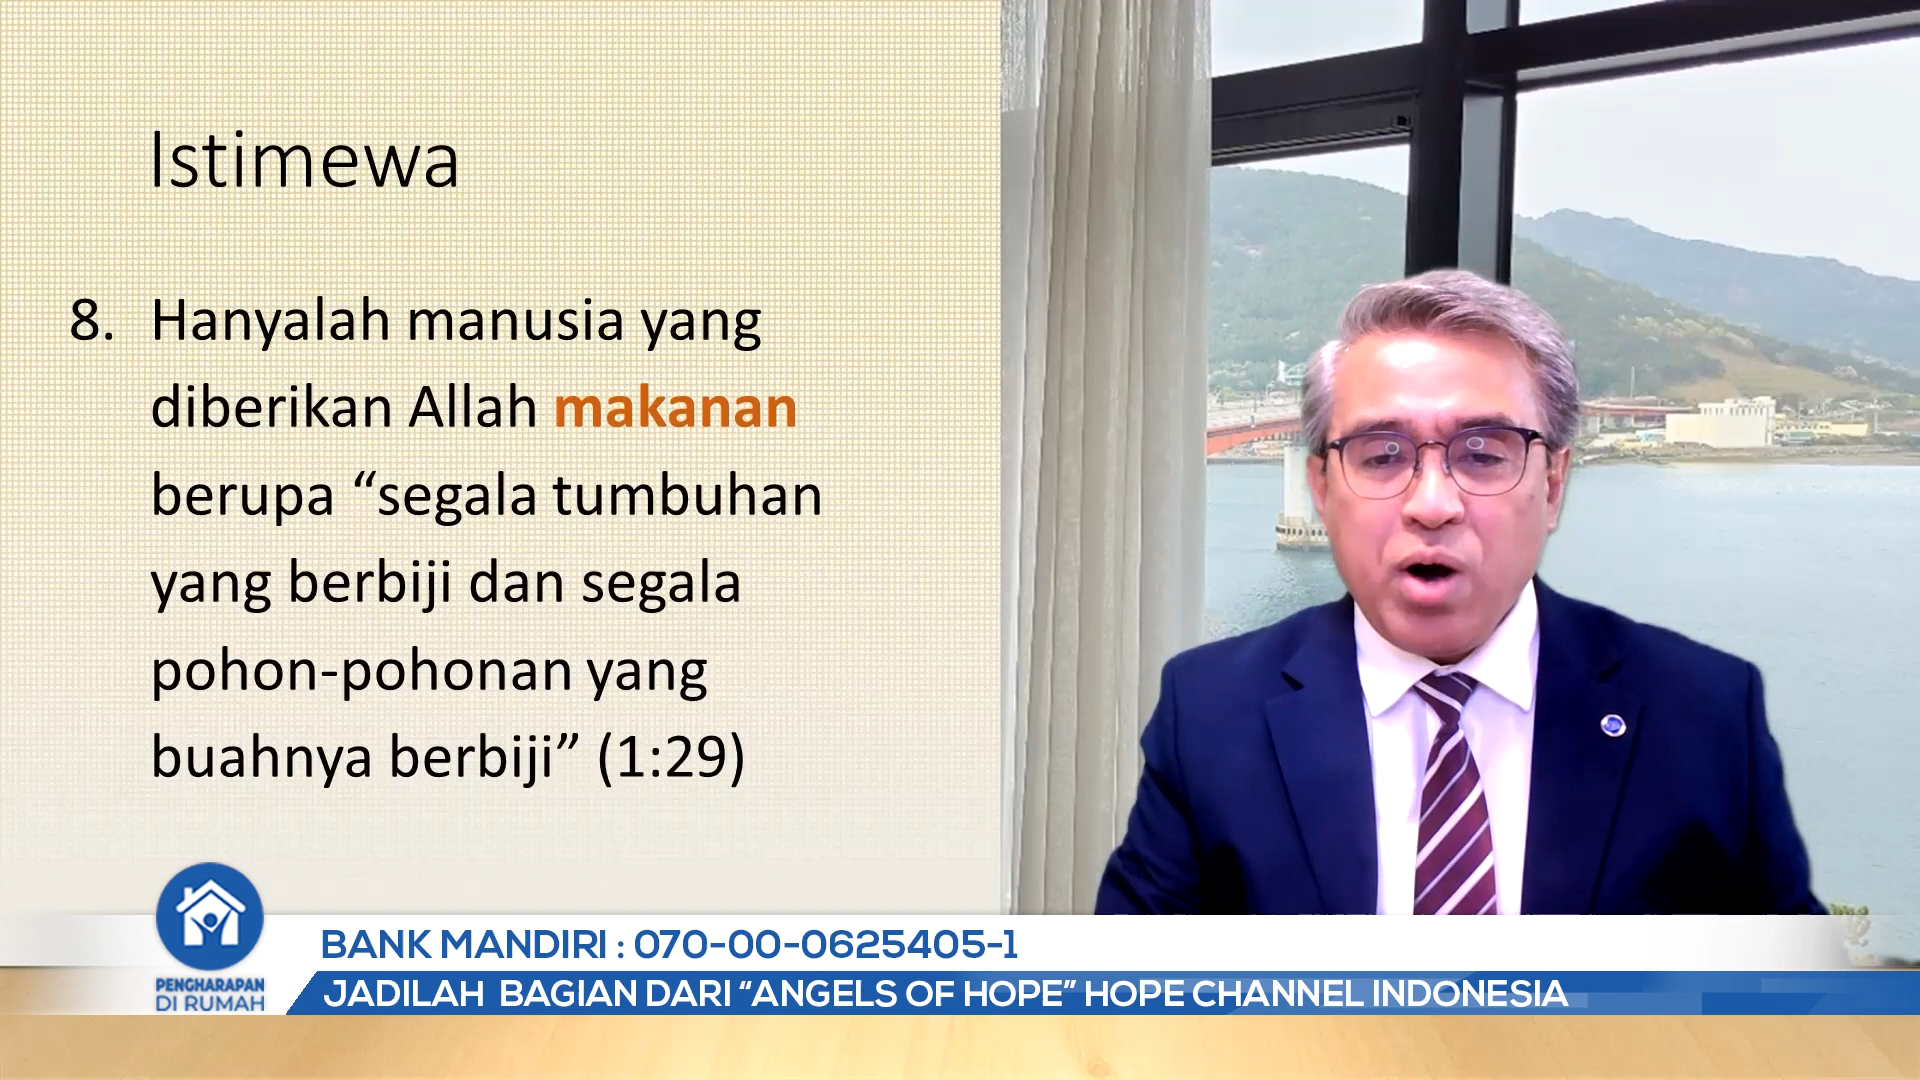 Istimewa
8. Hanyalah manusia yang
diberikan Allah makanan
berupa “segala tumbuhan
yang berbiji dan segala
pohon-pohonan yang
buahnya berbiji” (1:29)
BANK MANDIRI : 070-00-0625405-1
PENGHARAPAN
DI RUMAH
JADILAH BAGIAN DARI “ANGELS OF HOPE” HOPE CHANNEL INDONESIA